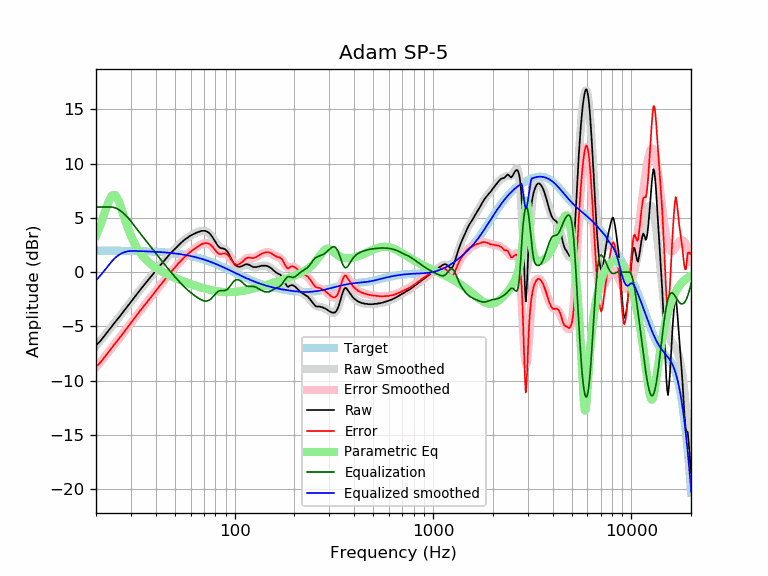 Adam SP-5
Amplitude (dBr)
15
10
5
0
−5
−10
−15
−20
Target
Raw Smoothed
Error Smoothed
Raw
Error
Parametric Eq
Equalization
Equalized smoothed
100
1000
10000
Frequency (Hz)